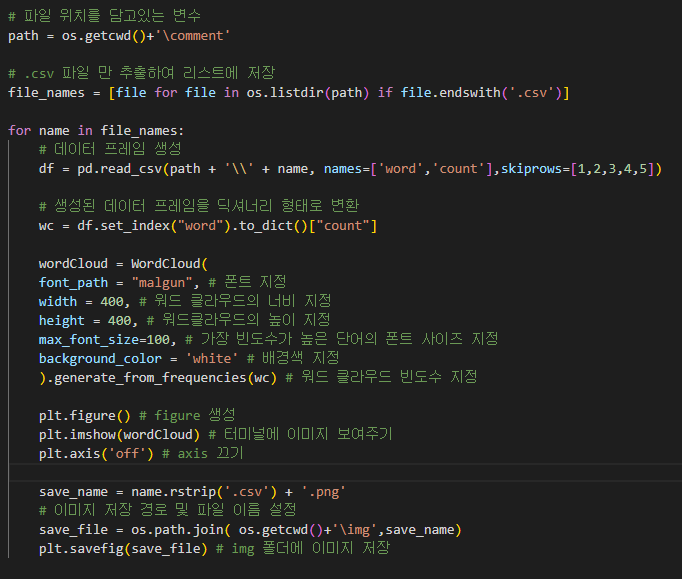 # 파일 위치를 담고있는 변수
path = os.getcwd()+'\comment'
# .csv 파일 만 추출하여 리스트에 저장
file_names = [file for file in os.listdir(path) if file.endswith('.csv')]
for name in file_names:
# 데이터 프레임 생성
df = pd.read_csv(path + '\\' + name, names=['word','count'],skiprows=[1,2,3,4,5])
# 생성된 데이터 프레임을 딕셔너리 형태로 변환
wc = df.set_index("word").to_dict()["count"]
wordCloud = WordCloud(
font_path = "malgun", # 폰트 지정
width = 400, # 워드 클라우드의 너비 지정
height = 400, # 워드클라우드의 높이 지정
max_font_size=100, # 가장 빈도수가 높은 단어의 폰트 사이즈 지정
background_color = 'white' # 배경색 지정
).generate_from_frequencies(wc) # 워드 클라우드 빈도수 지정
plt.figure() # figure 생성
plt.imshow(wordCloud) # 터미널에 이미지 보여주기
plt.axis('off') # axis 끄기
save_name = name.rstrip('.csv') + '.png'
# 이미지 저장 경로 및 파일 이름 설정
save_file = os.path.join( os.getcwd()+'\img',save_name)
plt.savefig(save_file) # img 폴더에 이미지 저장